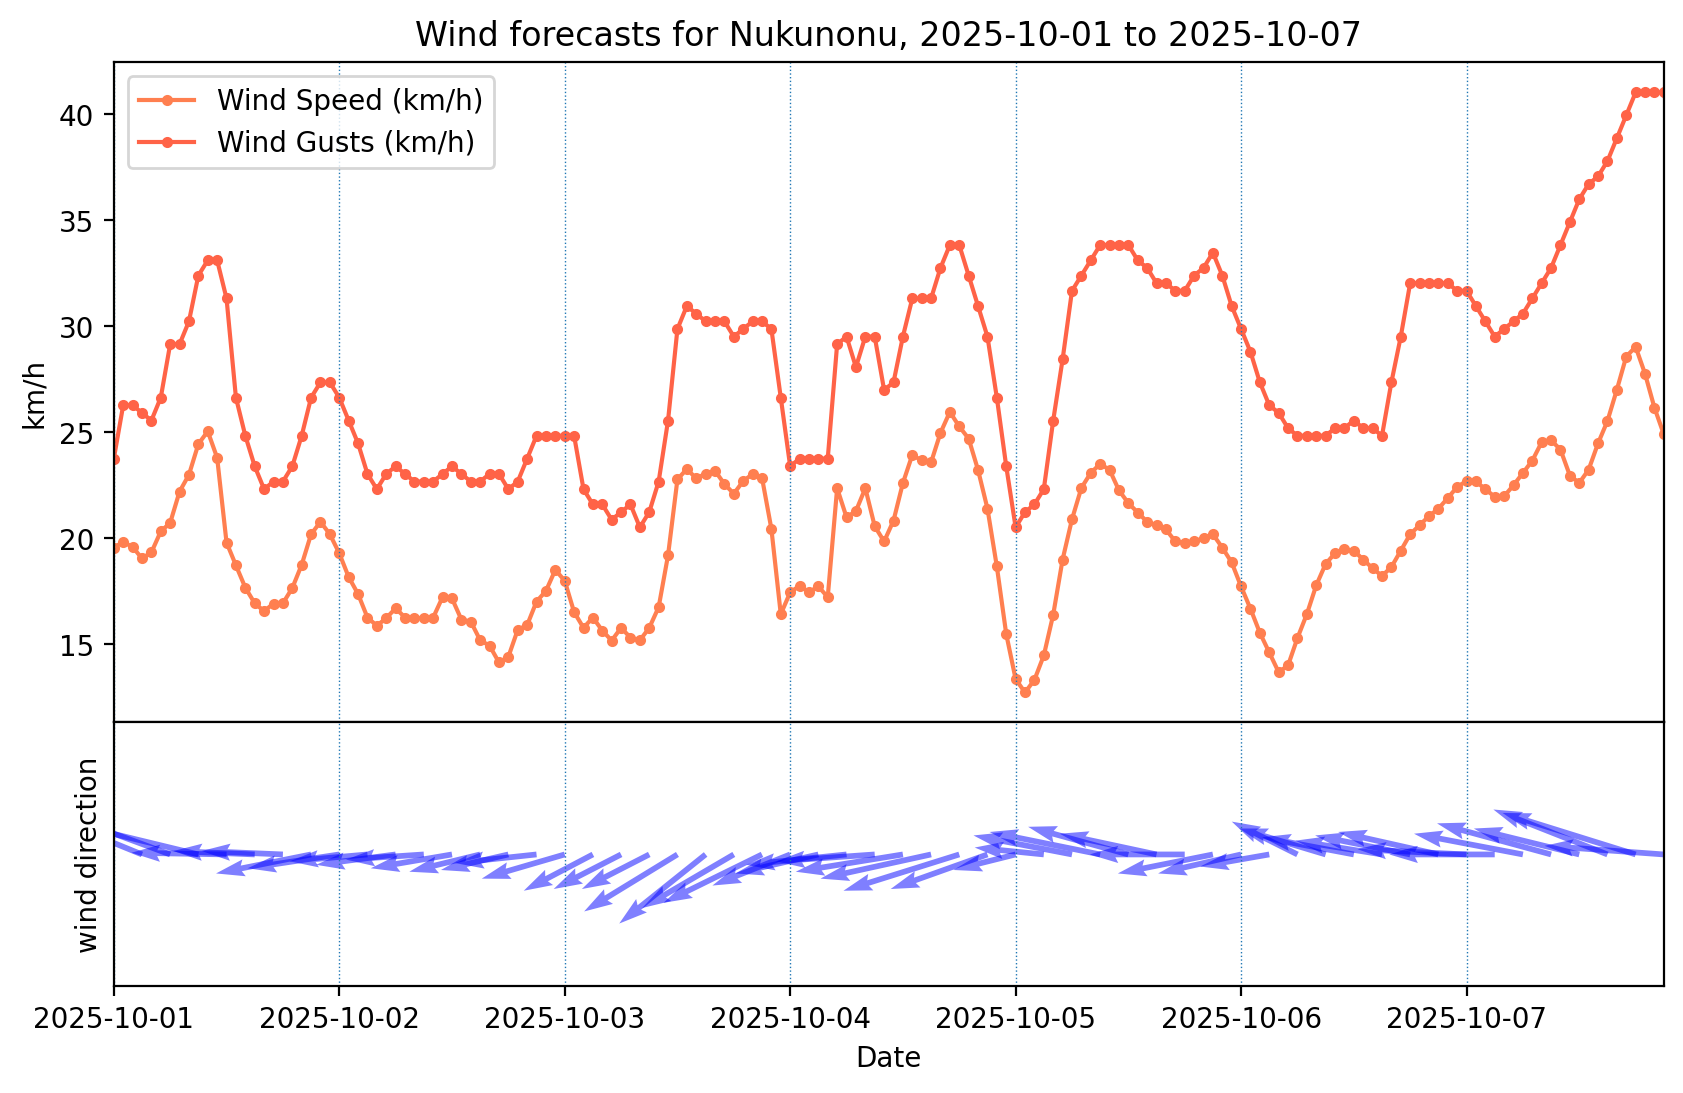 Wind forecasts for Nukunonu, 2025-10-01 to 2025-10-07
Wind Speed (km/h)
Wind Gusts (km/h)
40
35
30
25
20
15
km/h
wind direction
2025-10-01
2025-10-02
2025-10-03
2025-10-04
2025-10-05
2025-10-06
2025-10-07
Date